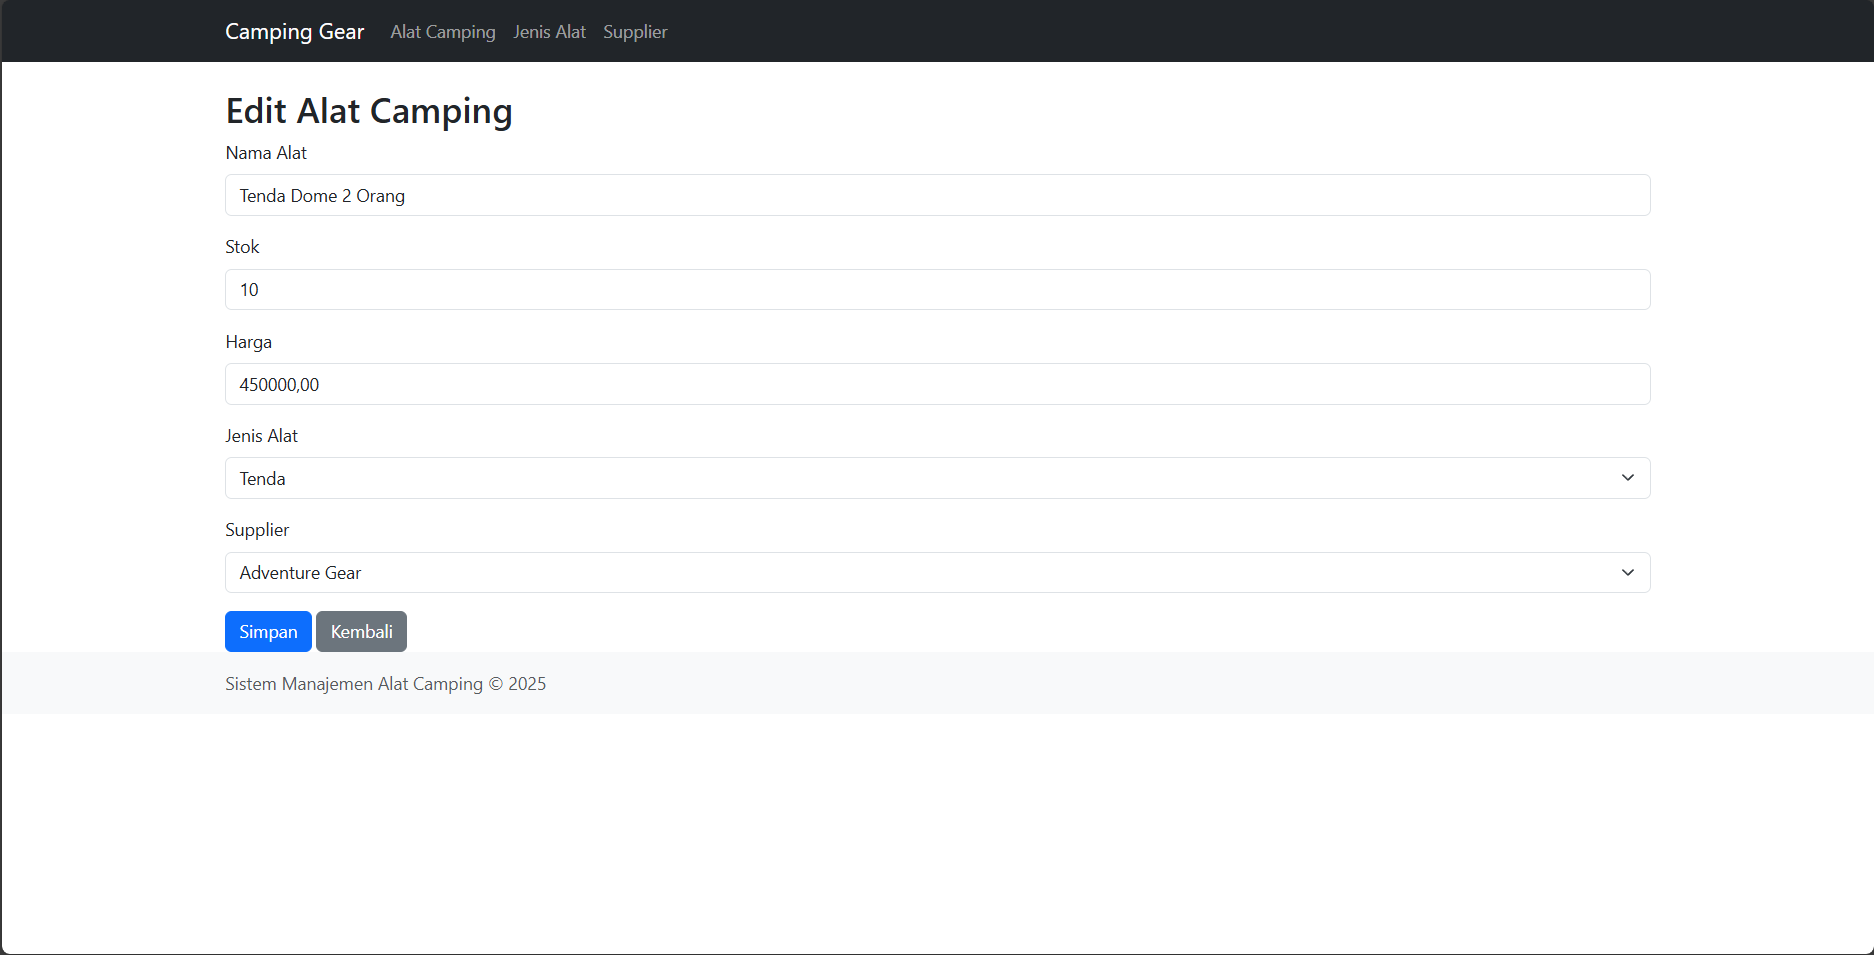 Camping Gear Alat Camping Jenis Alat Supplier
Edit Alat Camping
Nama Alat
Tenda Dome 2 Orang
Stok
10
Harga
450000,00
Jenis Alat
Tenda
Supplier
Adventure Gear
Simpan Kembali
Sistem Manajemen Alat Camping © 2025